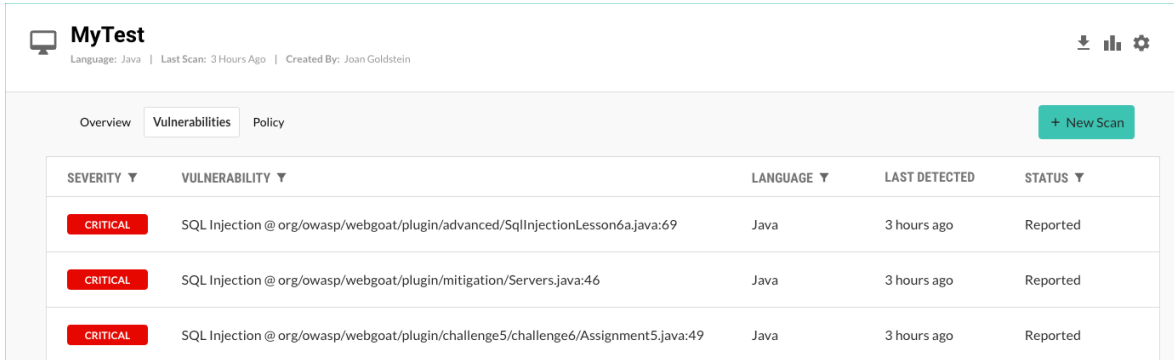 MyTest
Language: Java | Last Scan: 3 Hours Ago | Created By: Joan Goldstein
Overview Vulnerabilities Policy + New Scan
SEVERITY VULNERABILITY LANGUAGE LAST DETECTED STATUS
CRITICAL SQL Injection @ org/owasp/webgoat/plugin/advanced/SqlInjectionLesson6a.java:69 Java 3 hours ago Reported
CRITICAL SQL Injection @ org/owasp/webgoat/plugin/mitigation/Servers.java:46 Java 3 hours ago Reported
CRITICAL SQL Injection @ org/owasp/webgoat/plugin/challenge5/challenge6/Assignment5.java:49 Java 3 hours ago Reported